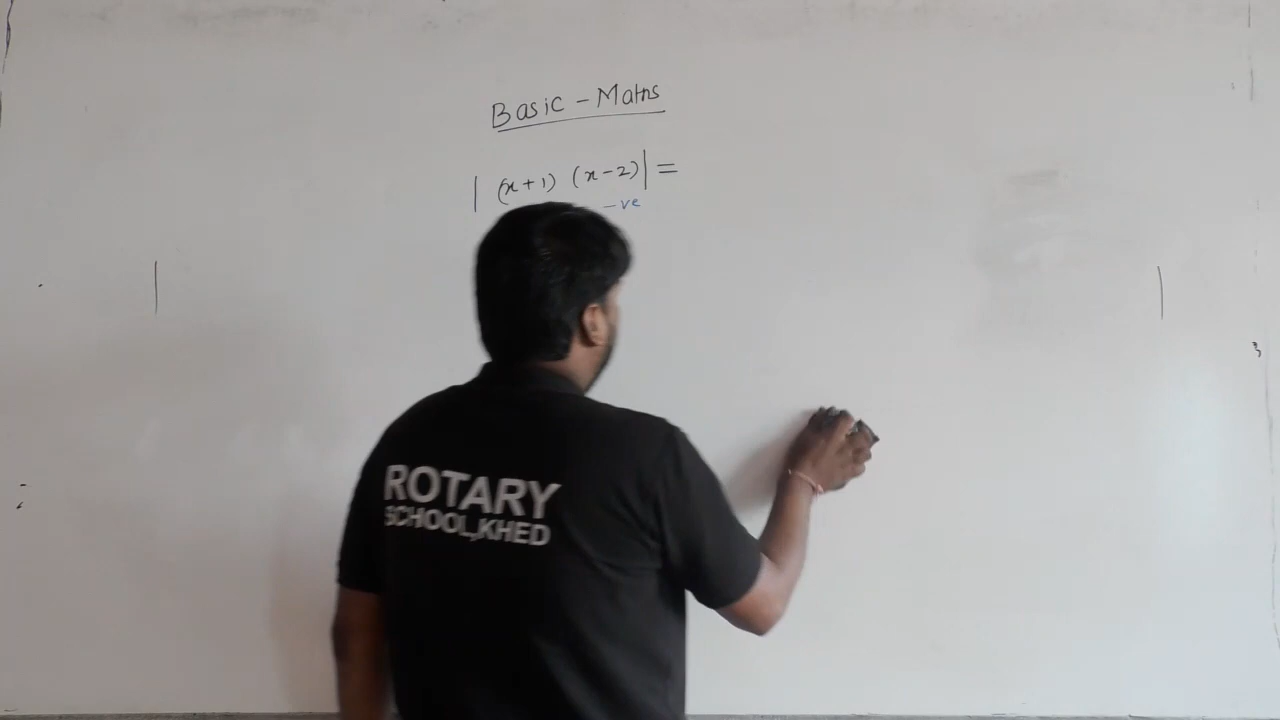 Basic - Maths
| (x+1) (x-2) | =
-ve
ROTARY
SCHOOL,KHED